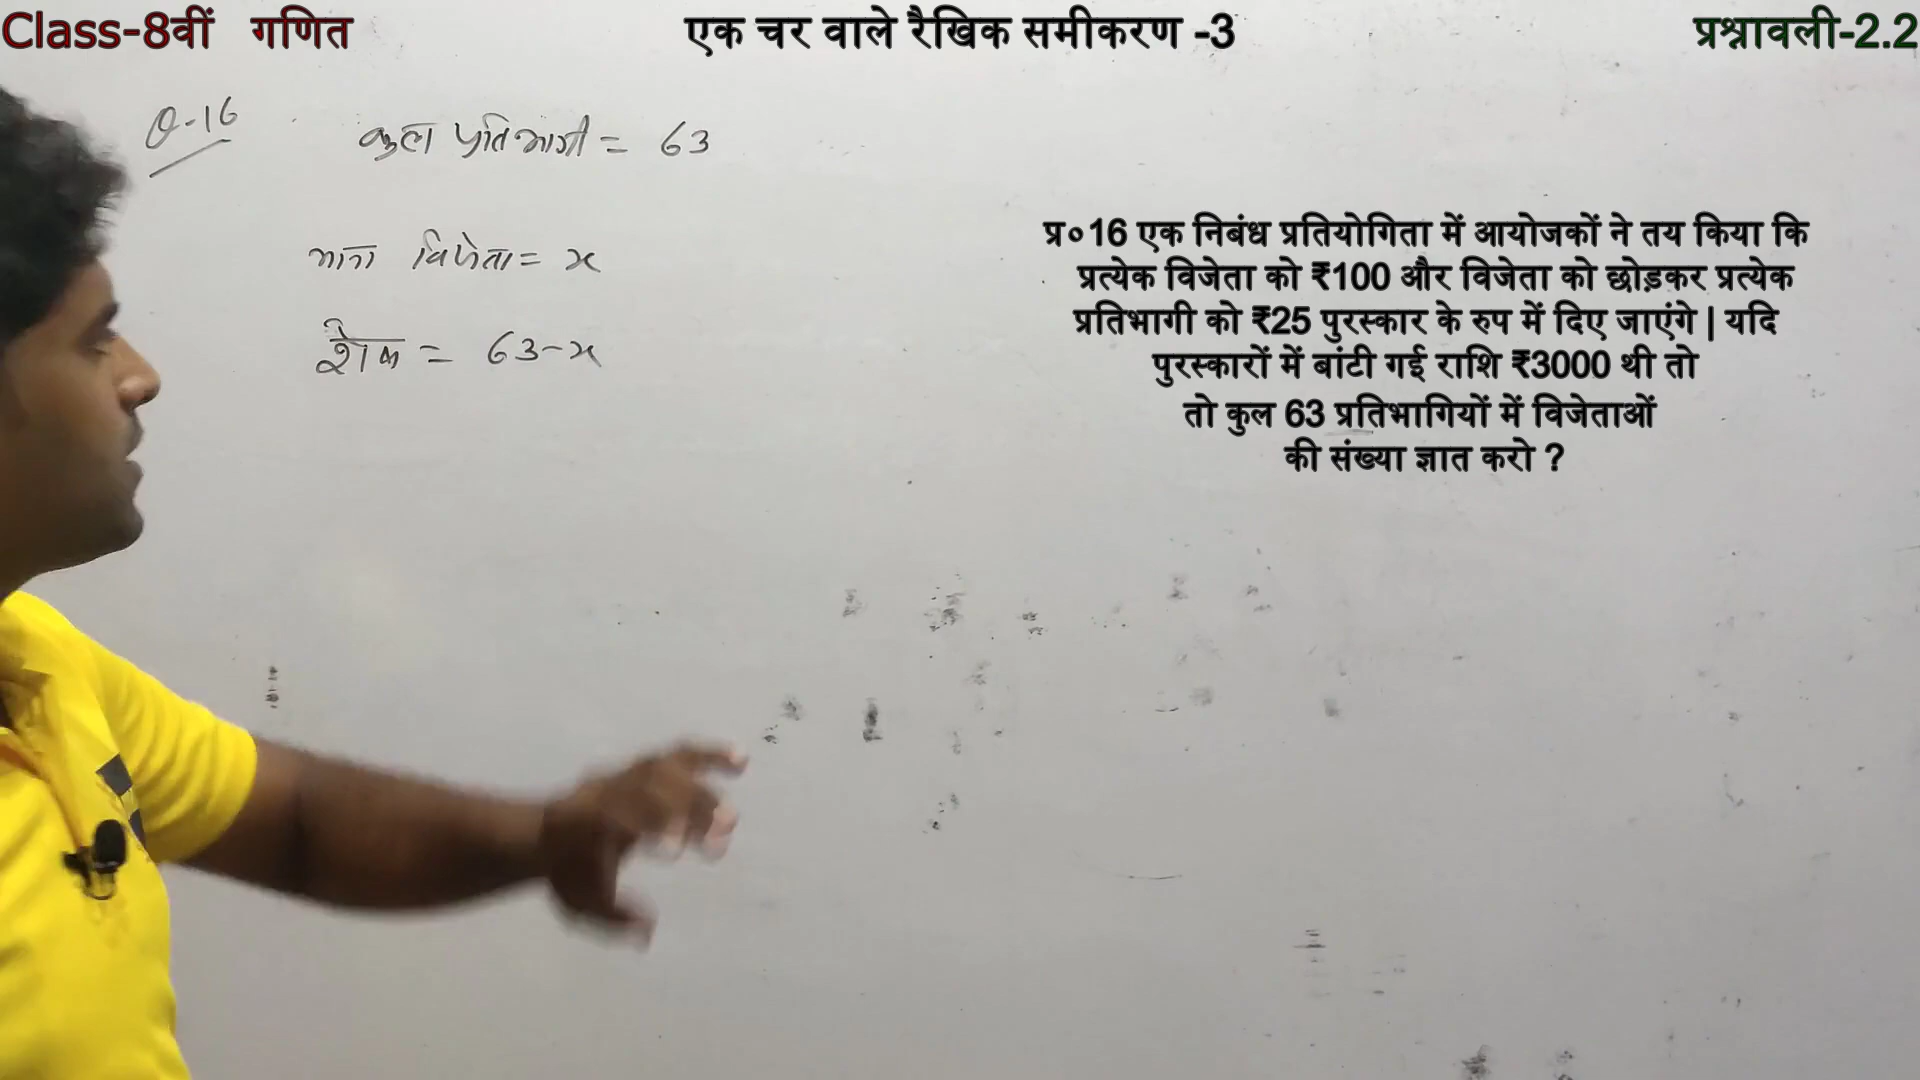 Class-8वीं गणित
एक चर वाले रैखिक समीकरण -3
प्रश्नावली-2.2
Q-16
कुल प्रतिभागी = 63
माना विजेता = x
शेष = 63-x
प्र०16 एक निबंध प्रतियोगिता में आयोजकों ने तय किया कि
प्रत्येक विजेता को ₹100 और विजेता को छोड़कर प्रत्येक
प्रतिभागी को ₹25 पुरस्कार के रुप में दिए जाएंगे | यदि
पुरस्कारों में बांटी गई राशि ₹3000 थी तो
तो कुल 63 प्रतिभागियों में विजेताओं
की संख्या ज्ञात करो ?